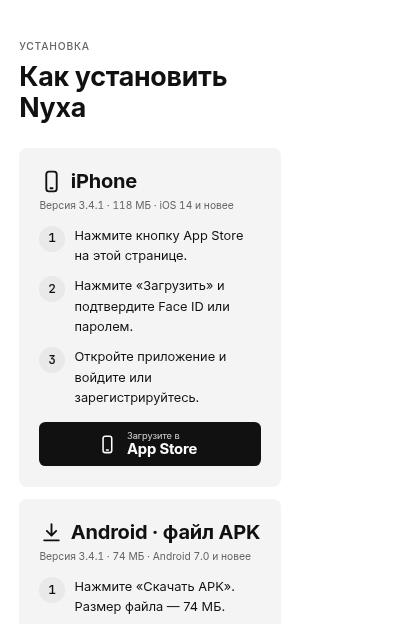 УСТАНОВКА
Как установить
Nyxa
iPhone
Версия 3.4.1 · 118 МБ · iOS 14 и новее
1 Нажмите кнопку App Store
на этой странице.
2 Нажмите «Загрузить» и
подтвердите Face ID или
паролем.
3 Откройте приложение и
войдите или
зарегистрируйтесь.
Загрузите в
App Store
Android · файл APK
Версия 3.4.1 · 74 МБ · Android 7.0 и новее
1 Нажмите «Скачать APK».
Размер файла — 74 МБ.